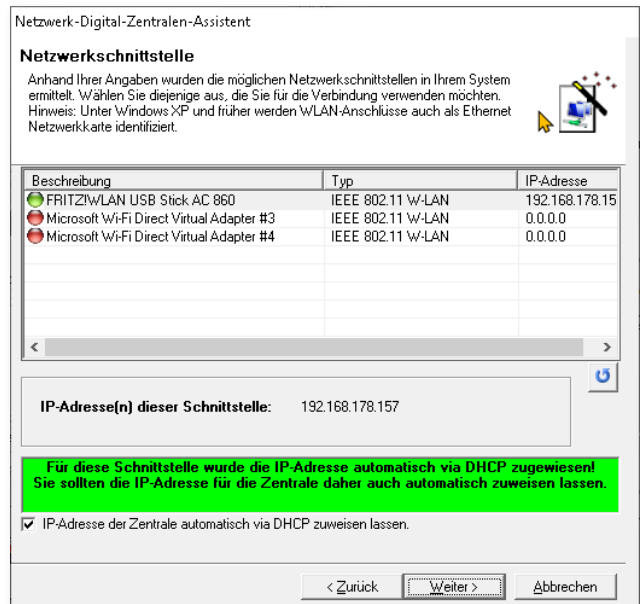 Netzwerk-Digital-Zentralen-Assistent
Netzwerkschnittstelle
Anhand Ihrer Angaben wurden die möglichen Netzwerkschnittstellen in Ihrem System
ermittelt. Wählen Sie diejenige aus, die Sie für die Verbindung verwenden möchten.
Hinweis: Unter Windows XP und früher werden WLAN-Anschlüsse auch als Ethernet
Netzwerkkarte identifiziert.
Beschreibung Typ IP-Adresse
FRITZ!WLAN USB Stick AC 860 IEEE 802.11 W-LAN 192.168.178.15
Microsoft Wi-Fi Direct Virtual Adapter #3 IEEE 802.11 W-LAN 0.0.0.0
Microsoft Wi-Fi Direct Virtual Adapter #4 IEEE 802.11 W-LAN 0.0.0.0
IP-Adresse(n) dieser Schnittstelle: 192.168.178.157
Für diese Schnittstelle wurde die IP-Adresse automatisch via DHCP zugewiesen!
Sie sollten die IP-Adresse für die Zentrale daher auch automatisch zuweisen lassen.
IP-Adresse der Zentrale automatisch via DHCP zuweisen lassen.
< Zurück Weiter > Abbrechen